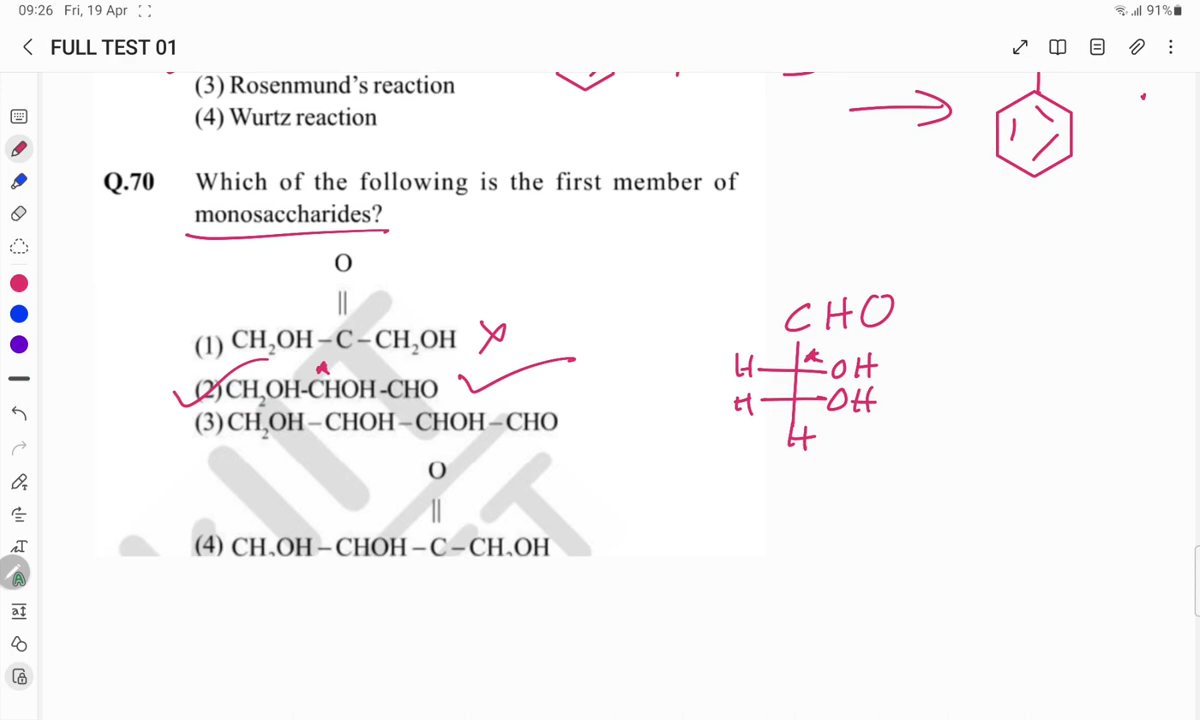 09:26 Fri, 19 Apr
91%
FULL TEST 01
(3) Rosenmund's reaction
(4) Wurtz reaction
Q.70 Which of the following is the first member of
monosaccharides?
O
||
(1) CH₂OH – C – CH₂OH
(2) CH₂OH-CHOH-CHO
(3) CH₂OH – CHOH – CHOH – CHO
O
||
(4) CH₂OH – CHOH – C – CH₂OH
CHO
H OH
H OH
H